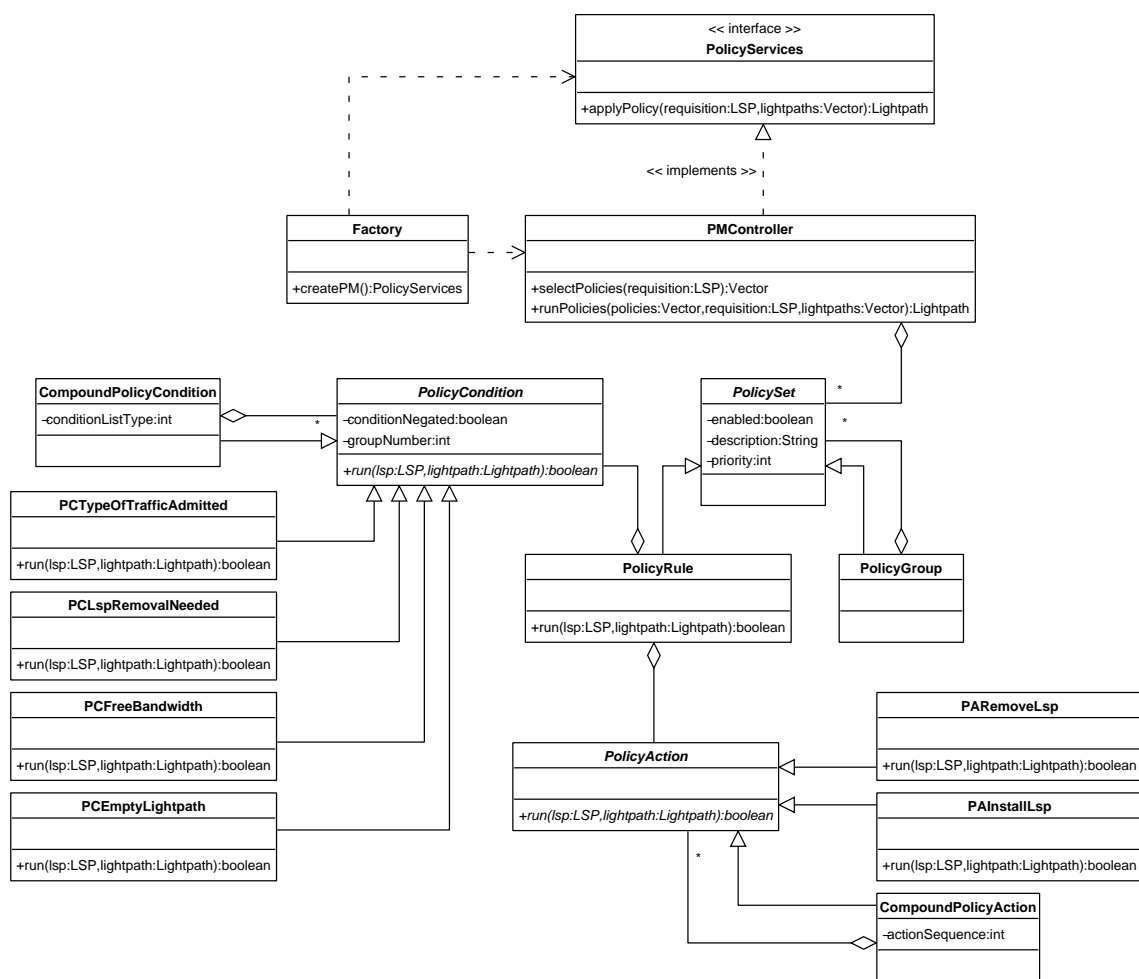 << interface >>
PolicyServices
+applyPolicy(requisition:LSP,lightpaths:Vector):Lightpath
<< implements >>
Factory
+createPM():PolicyServices
PMController
+selectPolicies(requisition:LSP):Vector
+runPolicies(policies:Vector,requisition:LSP,lightpaths:Vector):Lightpath
CompoundPolicyCondition
-conditionListType:int
*
PolicyCondition
-conditionNegated:boolean
-groupNumber:int
+run(lsp:LSP,lightpath:Lightpath):boolean
PolicySet
-enabled:boolean
-description:String
-priority:int
*
*
PCTypeOfTrafficAdmitted
+run(lsp:LSP,lightpath:Lightpath):boolean
PolicyRule
+run(lsp:LSP,lightpath:Lightpath):boolean
PolicyGroup
PCLspRemovalNeeded
+run(lsp:LSP,lightpath:Lightpath):boolean
PCFreeBandwidth
+run(lsp:LSP,lightpath:Lightpath):boolean
PARemoveLsp
+run(lsp:LSP,lightpath:Lightpath):boolean
PolicyAction
+run(lsp:LSP,lightpath:Lightpath):boolean
*
PCEmptyLightpath
+run(lsp:LSP,lightpath:Lightpath):boolean
PAInstallLsp
+run(lsp:LSP,lightpath:Lightpath):boolean
CompoundPolicyAction
-actionSequence:int